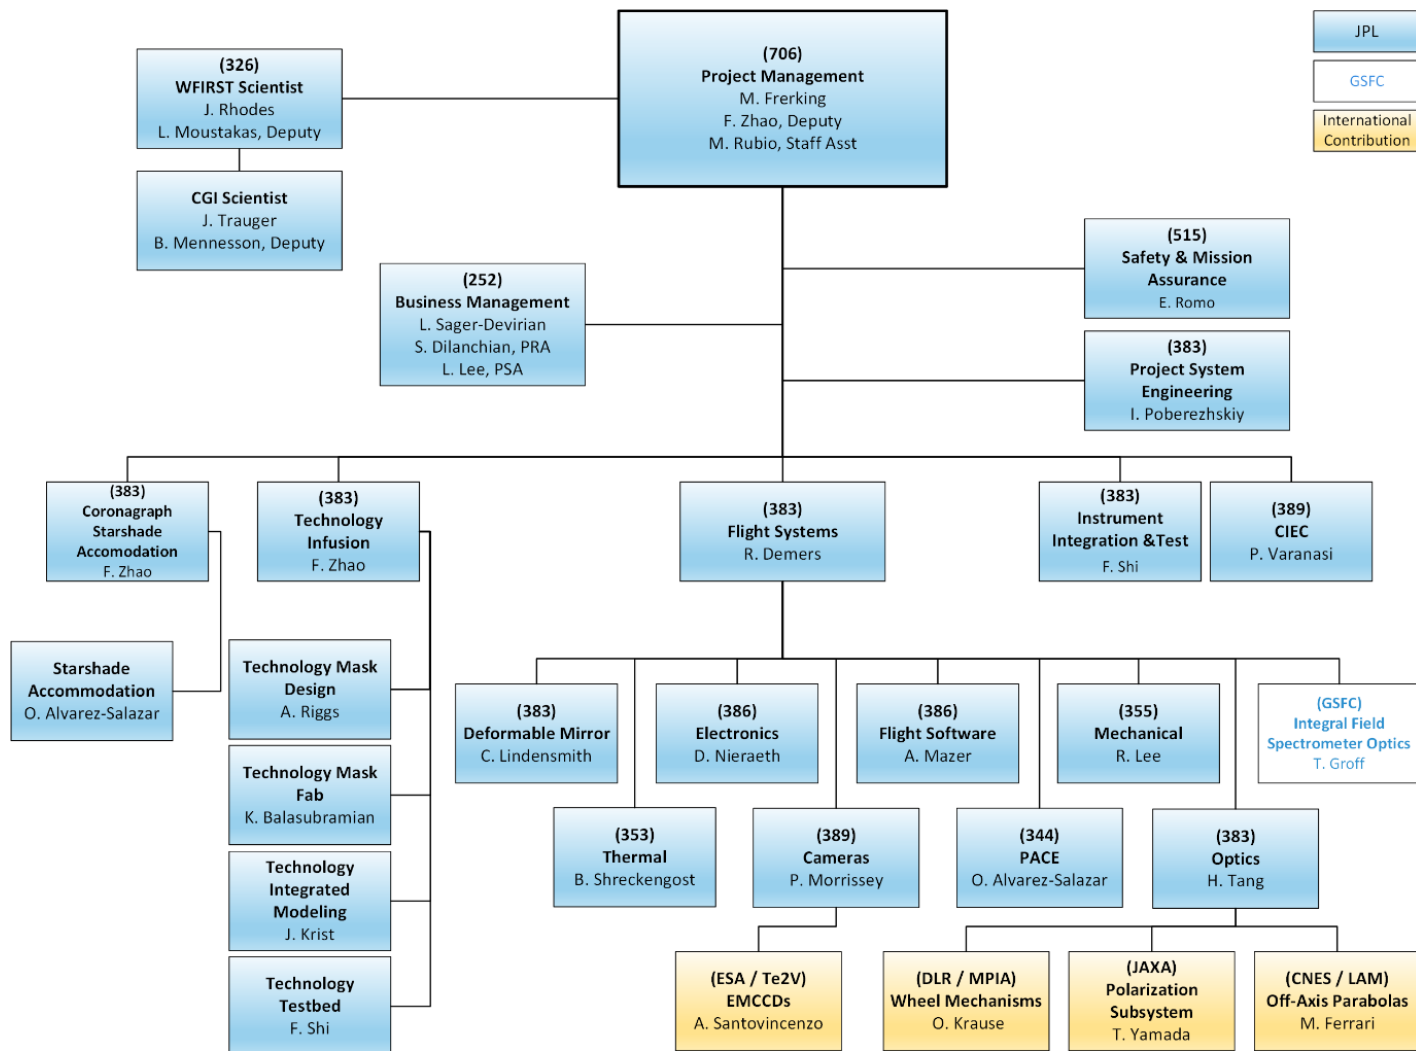 (706)
Project Management
M. Frerking
F. Zhao, Deputy
M. Rubio, Staff Asst
JPL
GSFC
International
Contribution
(326)
WFIRST Scientist
J. Rhodes
L. Moustakas, Deputy
CGI Scientist
J. Trauger
B. Mennesson, Deputy
(252)
Business Management
L. Sager-Devirian
S. Dilanchian, PRA
L. Lee, PSA
(515)
Safety & Mission
Assurance
E. Romo
(383)
Project System
Engineering
I. Poberezhskiy
(383)
Coronagraph
Starshade
Accomodation
F. Zhao
(383)
Technology
Infusion
F. Zhao
(383)
Flight Systems
R. Demers
(383)
Instrument
Integration &Test
F. Shi
(389)
CIEC
P. Varanasi
Starshade
Accommodation
O. Alvarez-Salazar
Technology Mask
Design
A. Riggs
Technology Mask
Fab
K. Balasubramian
Technology
Integrated
Modeling
J. Krist
Technology
Testbed
F. Shi
(383)
Deformable Mirror
C. Lindensmith
(386)
Electronics
D. Nieraeth
(386)
Flight Software
A. Mazer
(355)
Mechanical
R. Lee
(GSFC)
Integral Field
Spectrometer Optics
T. Groff
(353)
Thermal
B. Shreckengost
(389)
Cameras
P. Morrissey
(344)
PACE
O. Alvarez-Salazar
(383)
Optics
H. Tang
(ESA / Te2V)
EMCCDs
A. Santovincenzo
(DLR / MPIA)
Wheel Mechanisms
O. Krause
(JAXA)
Polarization
Subsystem
T. Yamada
(CNES / LAM)
Off-Axis Parabolas
M. Ferrari